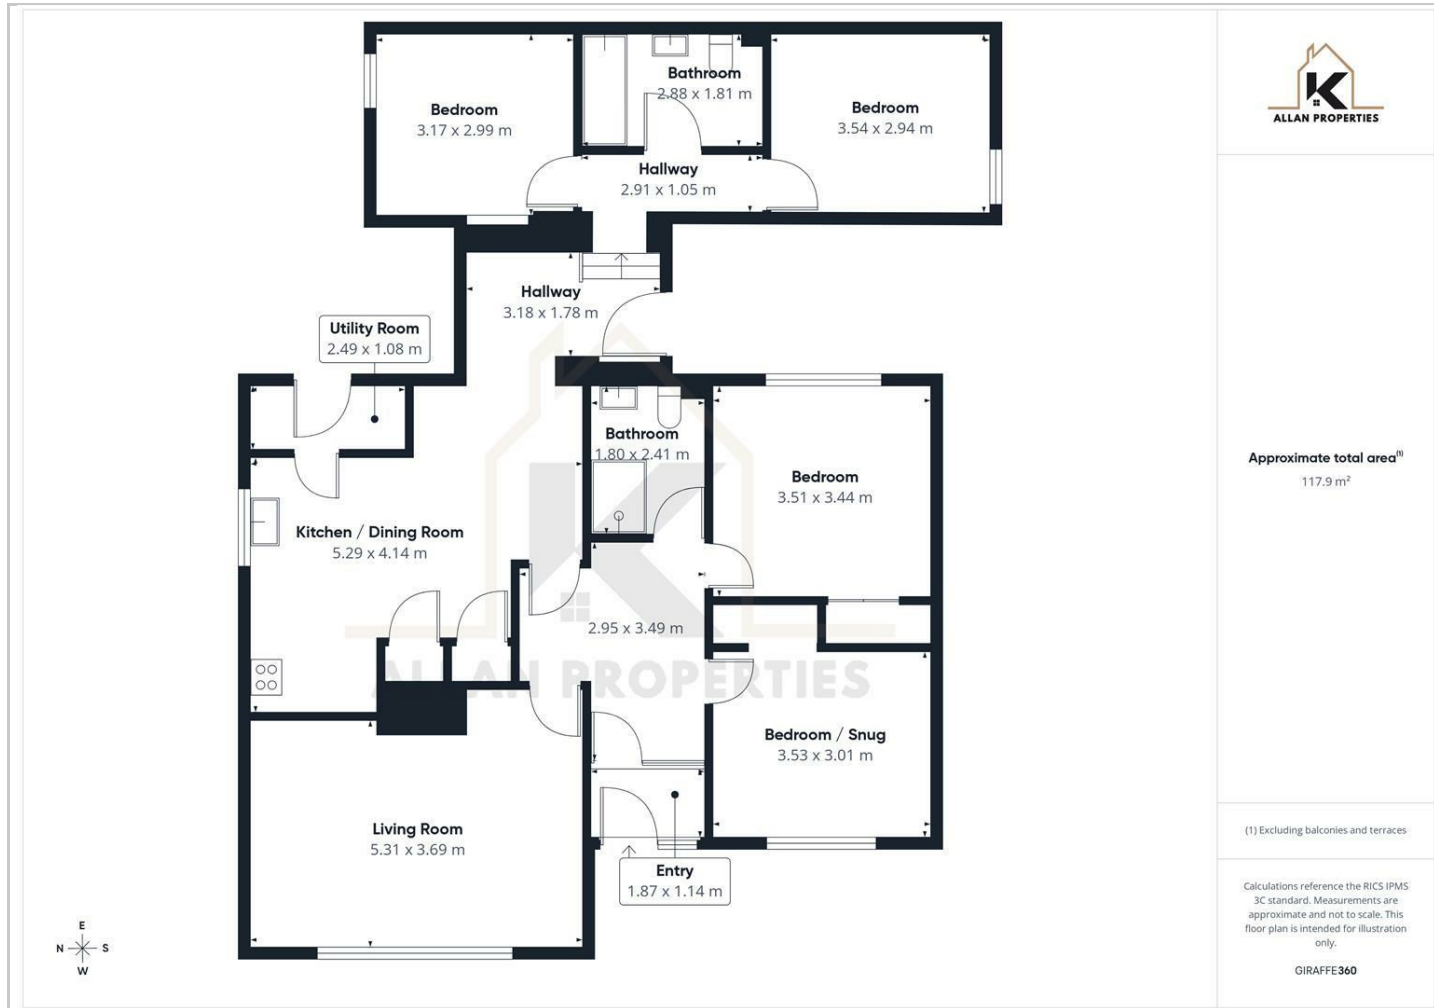 Bedroom
3.17 x 2.99 m
Bathroom
2.88 x 1.81 m
Bedroom
3.54 x 2.94 m
Hallway
2.91 x 1.05 m
Hallway
3.18 x 1.78 m
Utility Room
2.49 x 1.08 m
Bathroom
1.80 x 2.41 m
Bedroom
3.51 x 3.44 m
Kitchen / Dining Room
5.29 x 4.14 m
2.95 x 3.49 m
ALLAN PROPERTIES
Bedroom / Snug
3.53 x 3.01 m
Living Room
5.31 x 3.69 m
Entry
1.87 x 1.14 m
E
N S
W
K
ALLAN PROPERTIES
Approximate total area(1)
117.9 m²
(1) Excluding balconies and terraces
Calculations reference the RICS IPMS
3C standard. Measurements are
approximate and not to scale. This
floor plan is intended for illustration
only.
GIRAFFE360